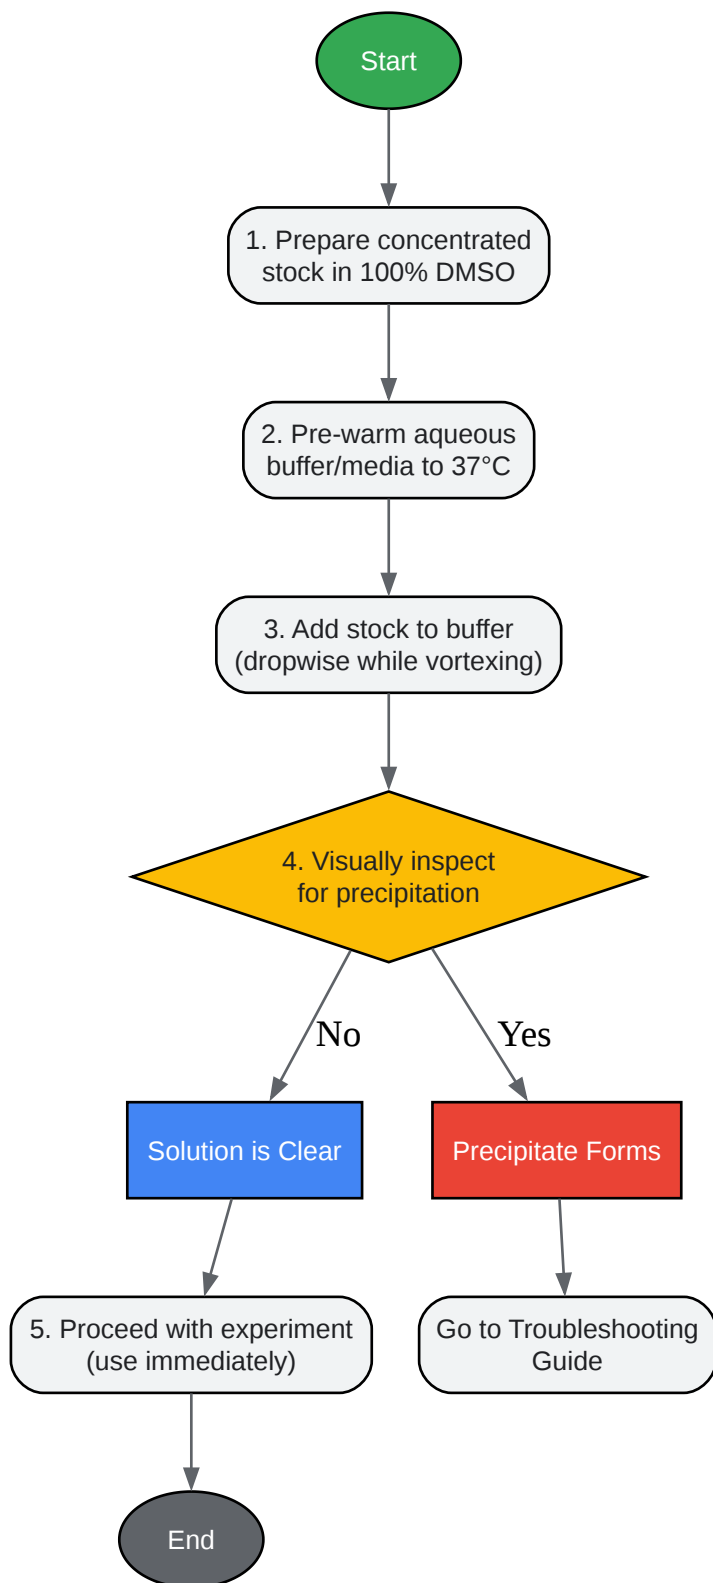 Start
1. Prepare concentrated
stock in 100% DMSO
2. Pre-warm aqueous
buffer/media to 37°C
3. Add stock to buffer
(dropwise while vortexing)
4. Visually inspect
for precipitation
No
Yes
Solution is Clear
Precipitate Forms
5. Proceed with experiment
(use immediately)
Go to Troubleshooting
Guide
End